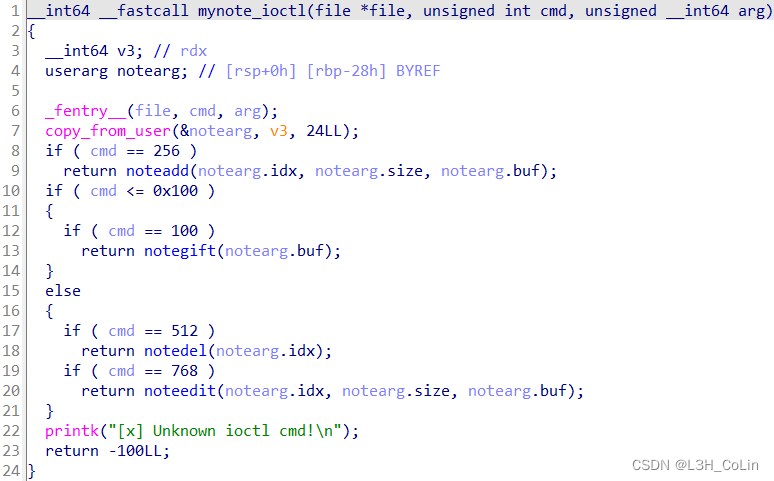 1 __int64 __fastcall mynote_ioctl(file *file, unsigned int cmd, unsigned __int64 arg)
2 {
3   __int64 v3; // rdx
4   userarg notearg; // [rsp+0h] [rbp-28h] BYREF
5
6   _fentry__(file, cmd, arg);
7   copy_from_user(&notearg, v3, 24LL);
8   if ( cmd == 256 )
9     return noteadd(notearg.idx, notearg.size, notearg.buf);
10   if ( cmd <= 0x100 )
11   {
12     if ( cmd == 100 )
13       return notegift(notearg.buf);
14   }
15   else
16   {
17     if ( cmd == 512 )
18       return notedel(notearg.idx);
19     if ( cmd == 768 )
20       return noteedit(notearg.idx, notearg.size, notearg.buf);
21   }
22   printk("[x] Unknown ioctl cmd!\n");
23   return -100LL;
24 }
CSDN @L3H_CoLin